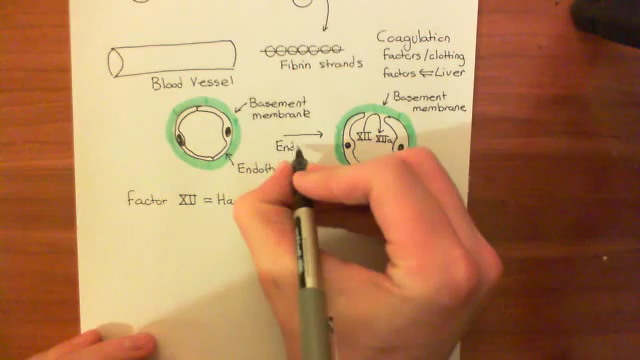 Coagulation
factors/clotting
factors ⇐ Liver
Fibrin strands
Blood Vessel
Basement
membrane
Basement
membrane
XII
XIIa
End
Endoth
Factor XII = Ha